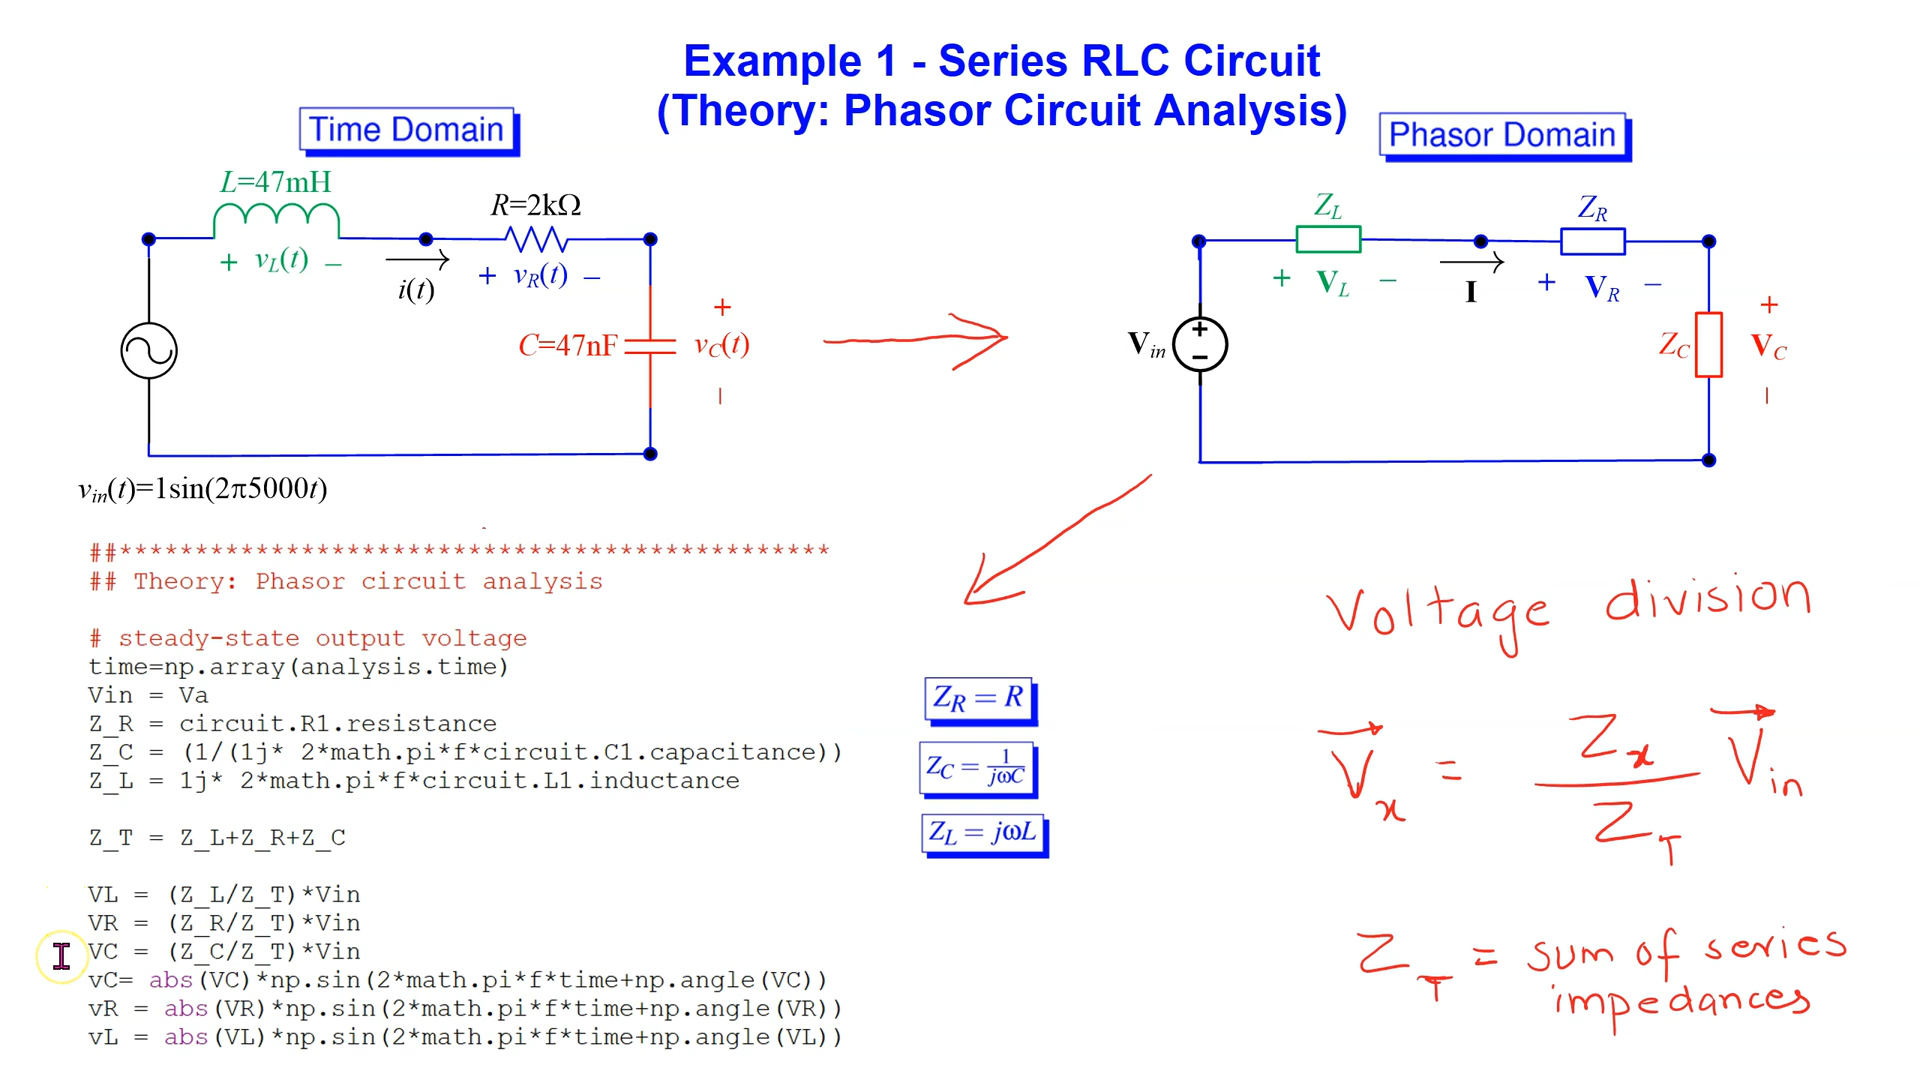 Example 1 - Series RLC Circuit
(Theory: Phasor Circuit Analysis)
Time Domain
Phasor Domain
L=47mH
R=2kΩ
+ vL(t) −
i(t)
+ vR(t) −
C=47nF
+
vC(t)
−
vin(t)=1sin(2π5000t)
ZL
ZR
+ VL −
I
+ VR −
Vin
+
−
ZC
+
VC
−
##***********************************************
## Theory: Phasor circuit analysis
# steady-state output voltage
time=np.array(analysis.time)
Vin = Va
Z_R = circuit.R1.resistance
Z_C = (1/(1j* 2*math.pi*f*circuit.C1.capacitance))
Z_L = 1j* 2*math.pi*f*circuit.L1.inductance
Z_T = Z_L+Z_R+Z_C
VL = (Z_L/Z_T)*Vin
VR = (Z_R/Z_T)*Vin
VC = (Z_C/Z_T)*Vin
vC= abs(VC)*np.sin(2*math.pi*f*time+np.angle(VC))
vR = abs(VR)*np.sin(2*math.pi*f*time+np.angle(VR))
vL = abs(VL)*np.sin(2*math.pi*f*time+np.angle(VL))
ZR = R
ZC = 1/jωC
ZL = jωL
Voltage division
Vx = Zx/ZT Vin
ZT = sum of series
impedances